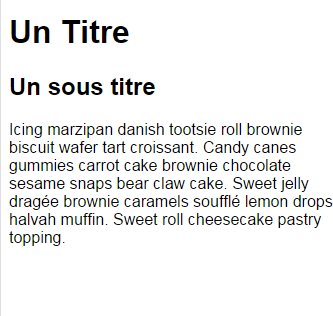 Un Titre
Un sous titre
Icing marzipan danish tootsie roll brownie
biscuit wafer tart croissant. Candy canes
gummies carrot cake brownie chocolate
sesame snaps bear claw cake. Sweet jelly
dragée brownie caramels soufflé lemon drops
halvah muffin. Sweet roll cheesecake pastry
topping.